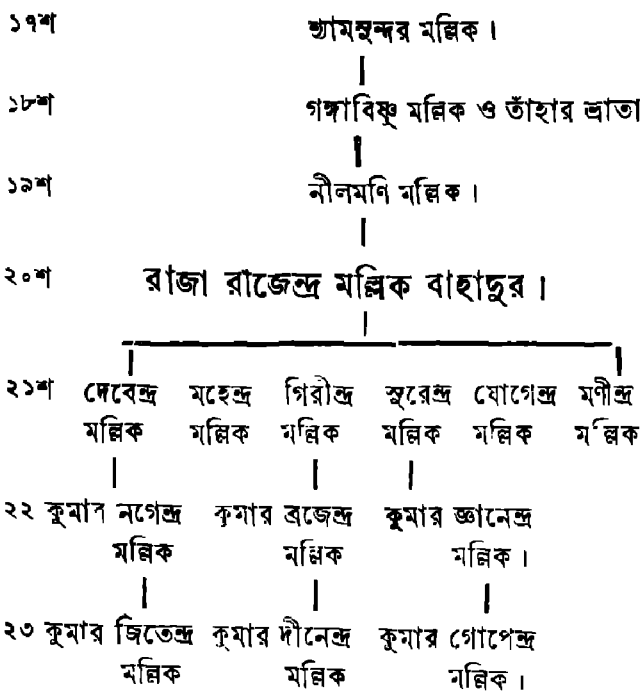 ১৭শ শ্যামসুন্দর মল্লিক ।
১৮শ গঙ্গাবিষ্ণু মল্লিক ও তাঁহার ভ্রাতা
১৯শ নীলমণি মল্লিক ।
২০শ রাজা রাজেন্দ্র মল্লিক বাহাদুর ।
২১শ দেবেন্দ্র মহেন্দ্র গিরীন্দ্র সুরেন্দ্র যোগেন্দ্র মণীন্দ্র
মল্লিক মল্লিক মল্লিক মল্লিক মল্লিক মল্লিক
২২ কুমার নগেন্দ্র কুমার ব্রজেন্দ্র কুমার জ্ঞানেন্দ্র
মল্লিক মল্লিক মল্লিক ।
২৩ কুমার জিতেন্দ্র কুমার দীনেন্দ্র কুমার গোপেন্দ্র
মল্লিক মল্লিক মল্লিক ।